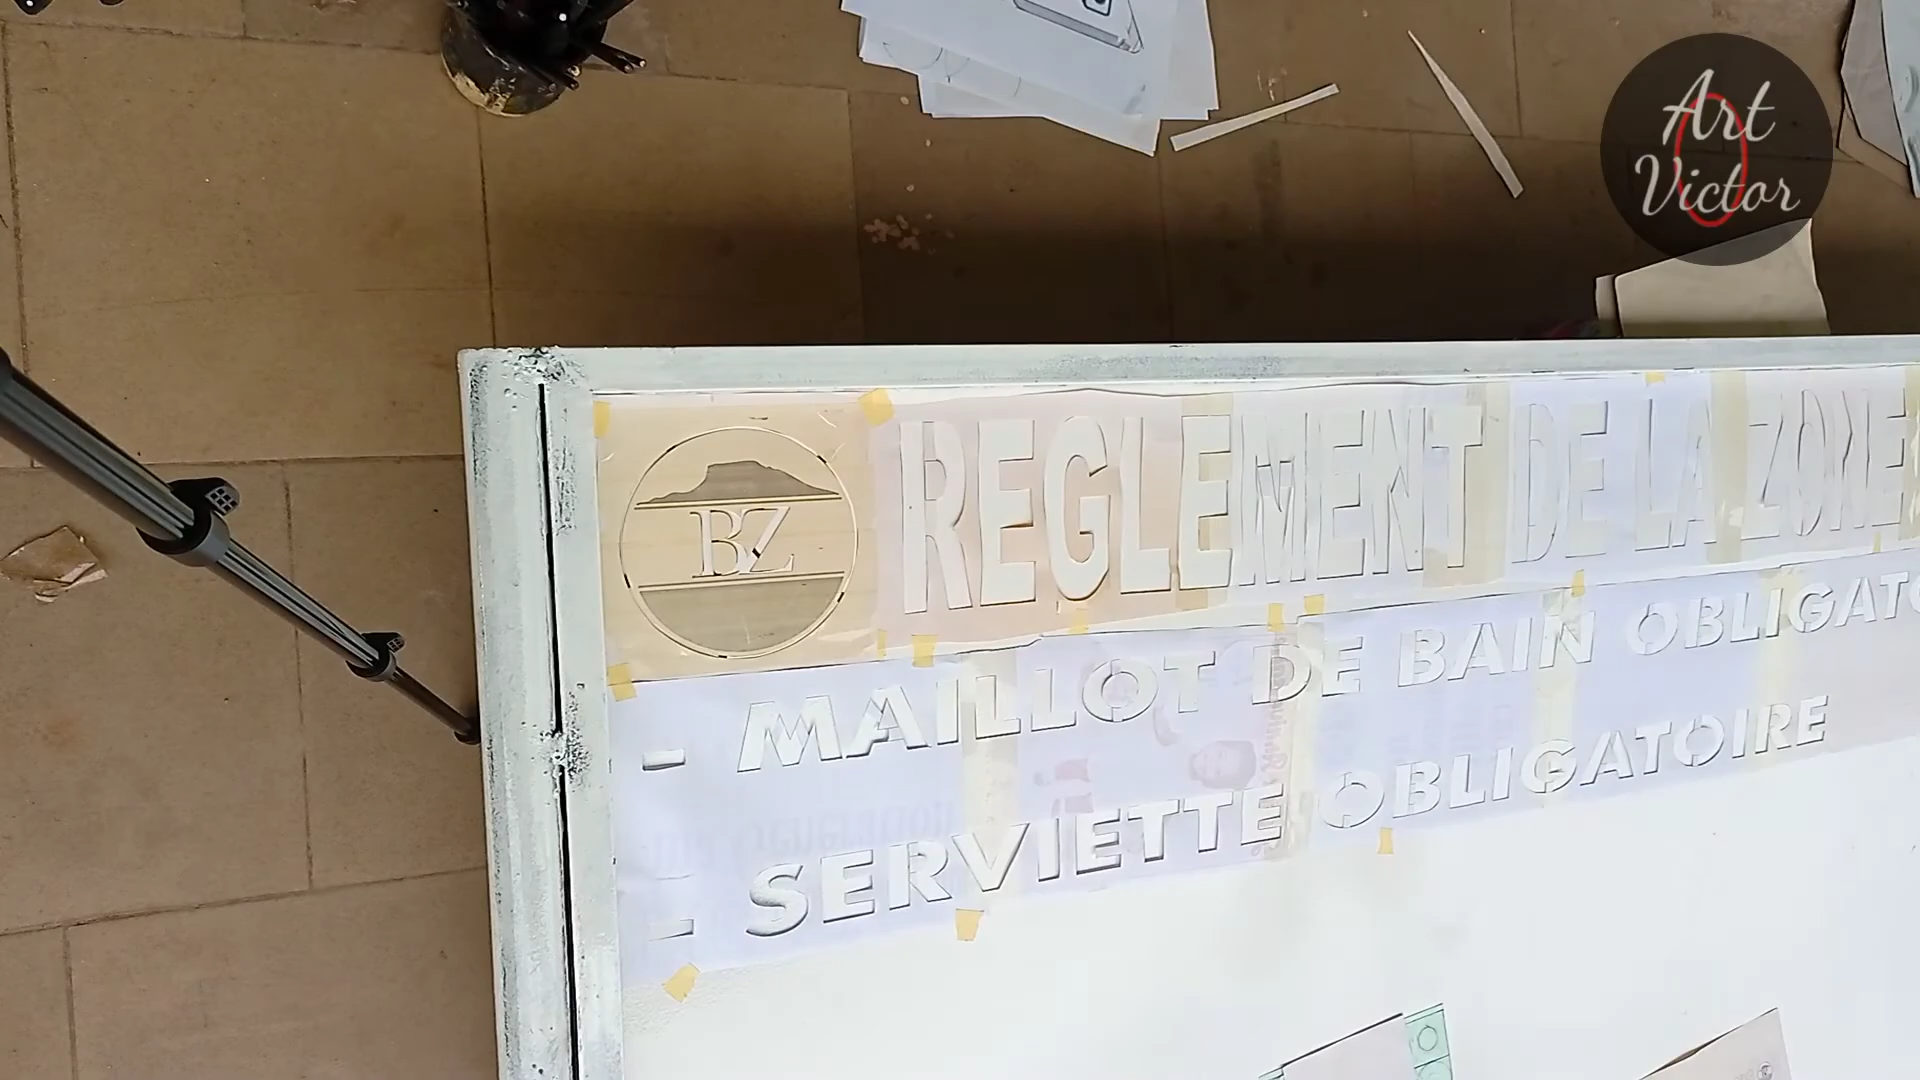 Art
Victor
REGLEMENT DE LA ZONE
BZ
- MAILLOT DE BAIN OBLIGATO
- SERVIETTE OBLIGATOIRE